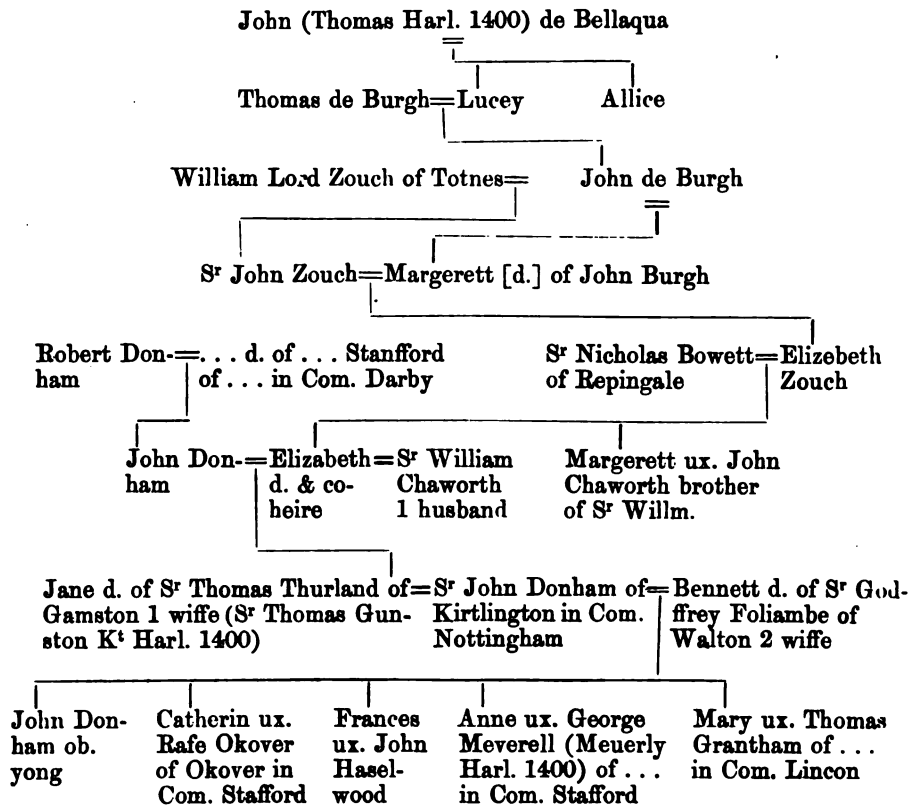 John (Thomas Harl. 1400) de Bellaqua
Thomas de Burgh=Lucey Allice
William Lord Zouch of Totnes= John de Burgh
Sʳ John Zouch=Margerett [d.] of John Burgh
Robert Don-=. . . d. of . . . Stanfford
ham of . . . in Com. Darby
Sʳ Nicholas Bowett=Elizebeth
of Repingale Zouch
John Don-=Elizabeth=Sʳ William
ham d. & co- Chaworth
heire 1 husband
Margerett ux. John
Chaworth brother
of Sʳ Willm.
Jane d. of Sʳ Thomas Thurland of=Sʳ John Donham of=Bennett d. of Sʳ God-
Gamston 1 wiffe (Sʳ Thomas Gun- Kirtlington in Com. ffrey Foliambe of
ston Kᵗ Harl. 1400) Nottingham Walton 2 wiffe
John Don-
ham ob.
yong
Catherin ux.
Rafe Okover
of Okover in
Com. Stafford
Frances
ux. John
Hasel-
wood
Anne ux. George
Meverell (Meuerly
Harl. 1400) of . . .
in Com. Stafford
Mary ux. Thomas
Grantham of . . .
in Com. Lincon